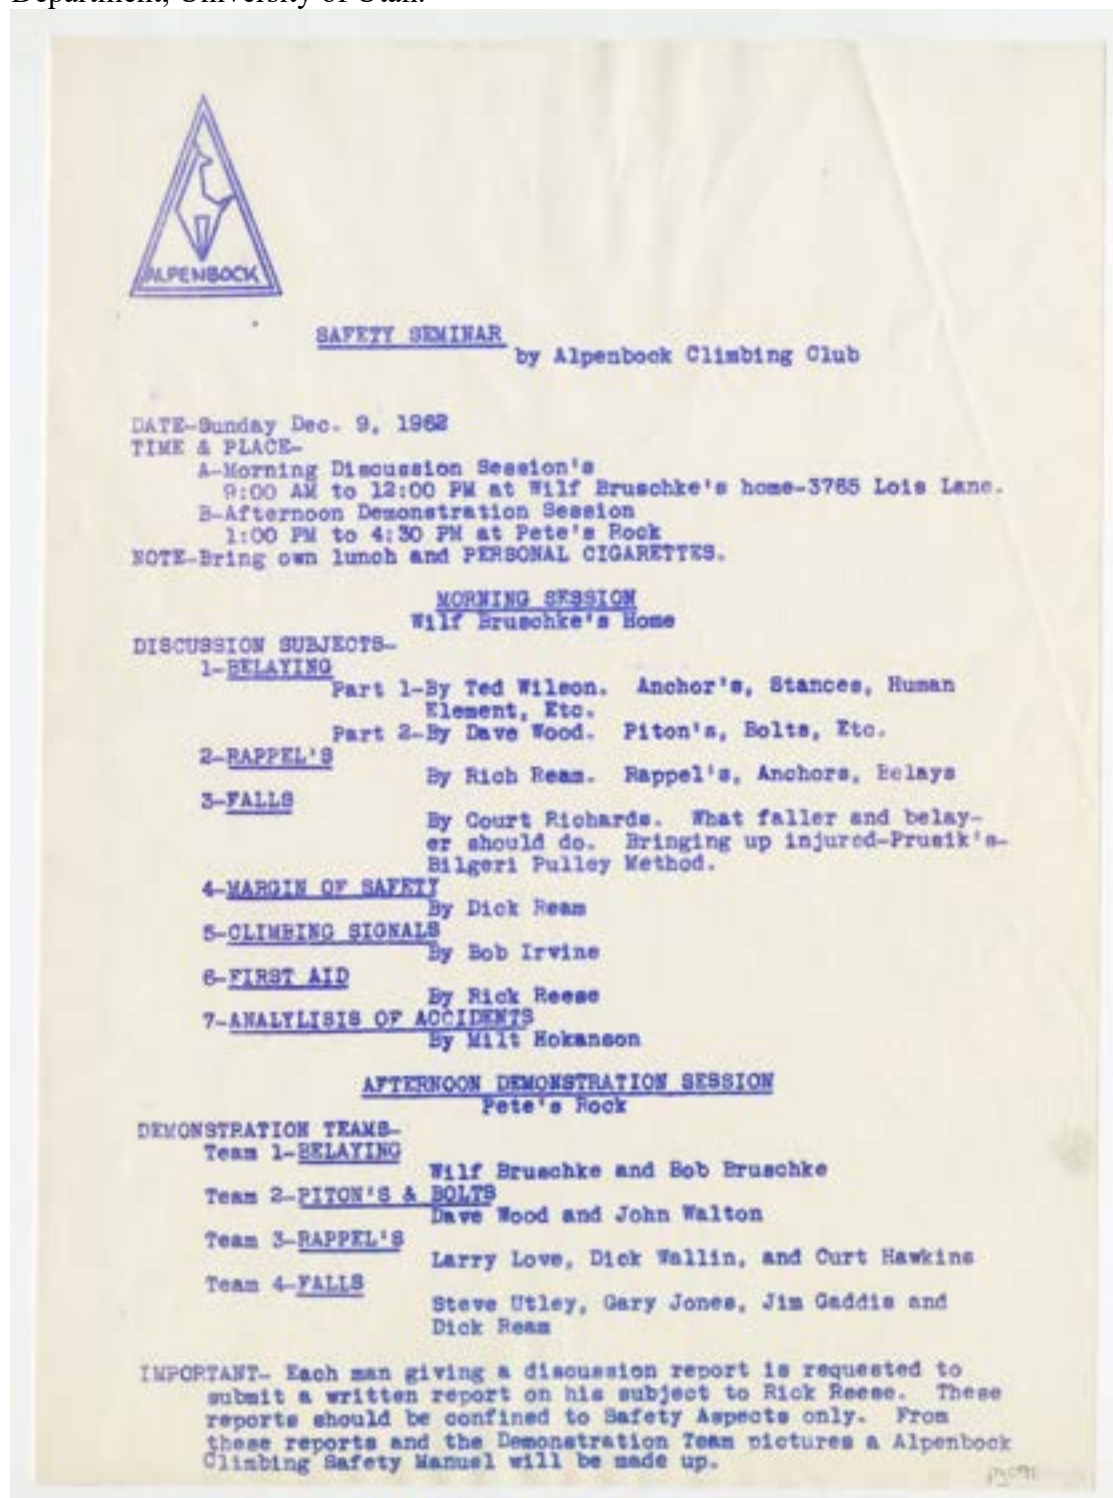 Department, University of Utah.
ALPENBOCK
SAFETY SEMINAR
by Alpenbock Climbing Club
DATE-Sunday Dec. 9, 1962
TIME & PLACE-
A-Morning Discussion Session's
9:00 AM to 12:00 PM at Wilf Bruschke's home-3765 Lois Lane.
B-Afternoon Demonstration Session
1:00 PM to 4:30 PM at Pete's Rock
NOTE-Bring own lunch and PERSONAL CIGARETTES.
MORNING SESSION
Wilf Bruschke's Home
DISCUSSION SUBJECTS-
1-BELAYING
Part 1-By Ted Wilson. Anchor's, Stances, Human
Element, Etc.
Part 2-By Dave Wood. Piton's, Bolts, Etc.
2-RAPPEL'S
By Rich Ream. Rappel's, Anchors, Belays
3-FALLS
By Court Richards. What faller and belay-
er should do. Bringing up injured-Prusik's-
Bilgeri Pulley Method.
4-MARGIN OF SAFETY
By Dick Ream
5-CLIMBING SIGNALS
By Bob Irvine
6-FIRST AID
By Rick Reese
7-ANALYLISIS OF ACCIDENTS
By Milt Hokanson
AFTERNOON DEMONSTRATION SESSION
Pete's Rock
DEMONSTRATION TEAMS-
Team 1-BELAYING
Wilf Bruschke and Bob Bruschke
Team 2-PITON'S & BOLTS
Dave Wood and John Walton
Team 3-RAPPEL'S
Larry Love, Dick Wallin, and Curt Hawkins
Team 4-FALLS
Steve Utley, Gary Jones, Jim Gaddis and
Dick Ream
IMPORTANT- Each man giving a discussion report is requested to
submit a written report on his subject to Rick Reese. These
reports should be confined to Safety Aspects only. From
these reports and the Demonstration Team pictures a Alpenbock
Climbing Safety Manuel will be made up.